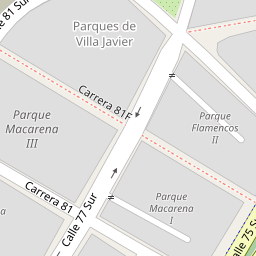 Parques de
Villa Javier
Calle 81 Sur
Carrera 81F
Parque
Macarena
III
Parque
Flamencos
II
Carrera 81
Parque
Macarena
I
Calle 77 Sur
Calle 75 Sur